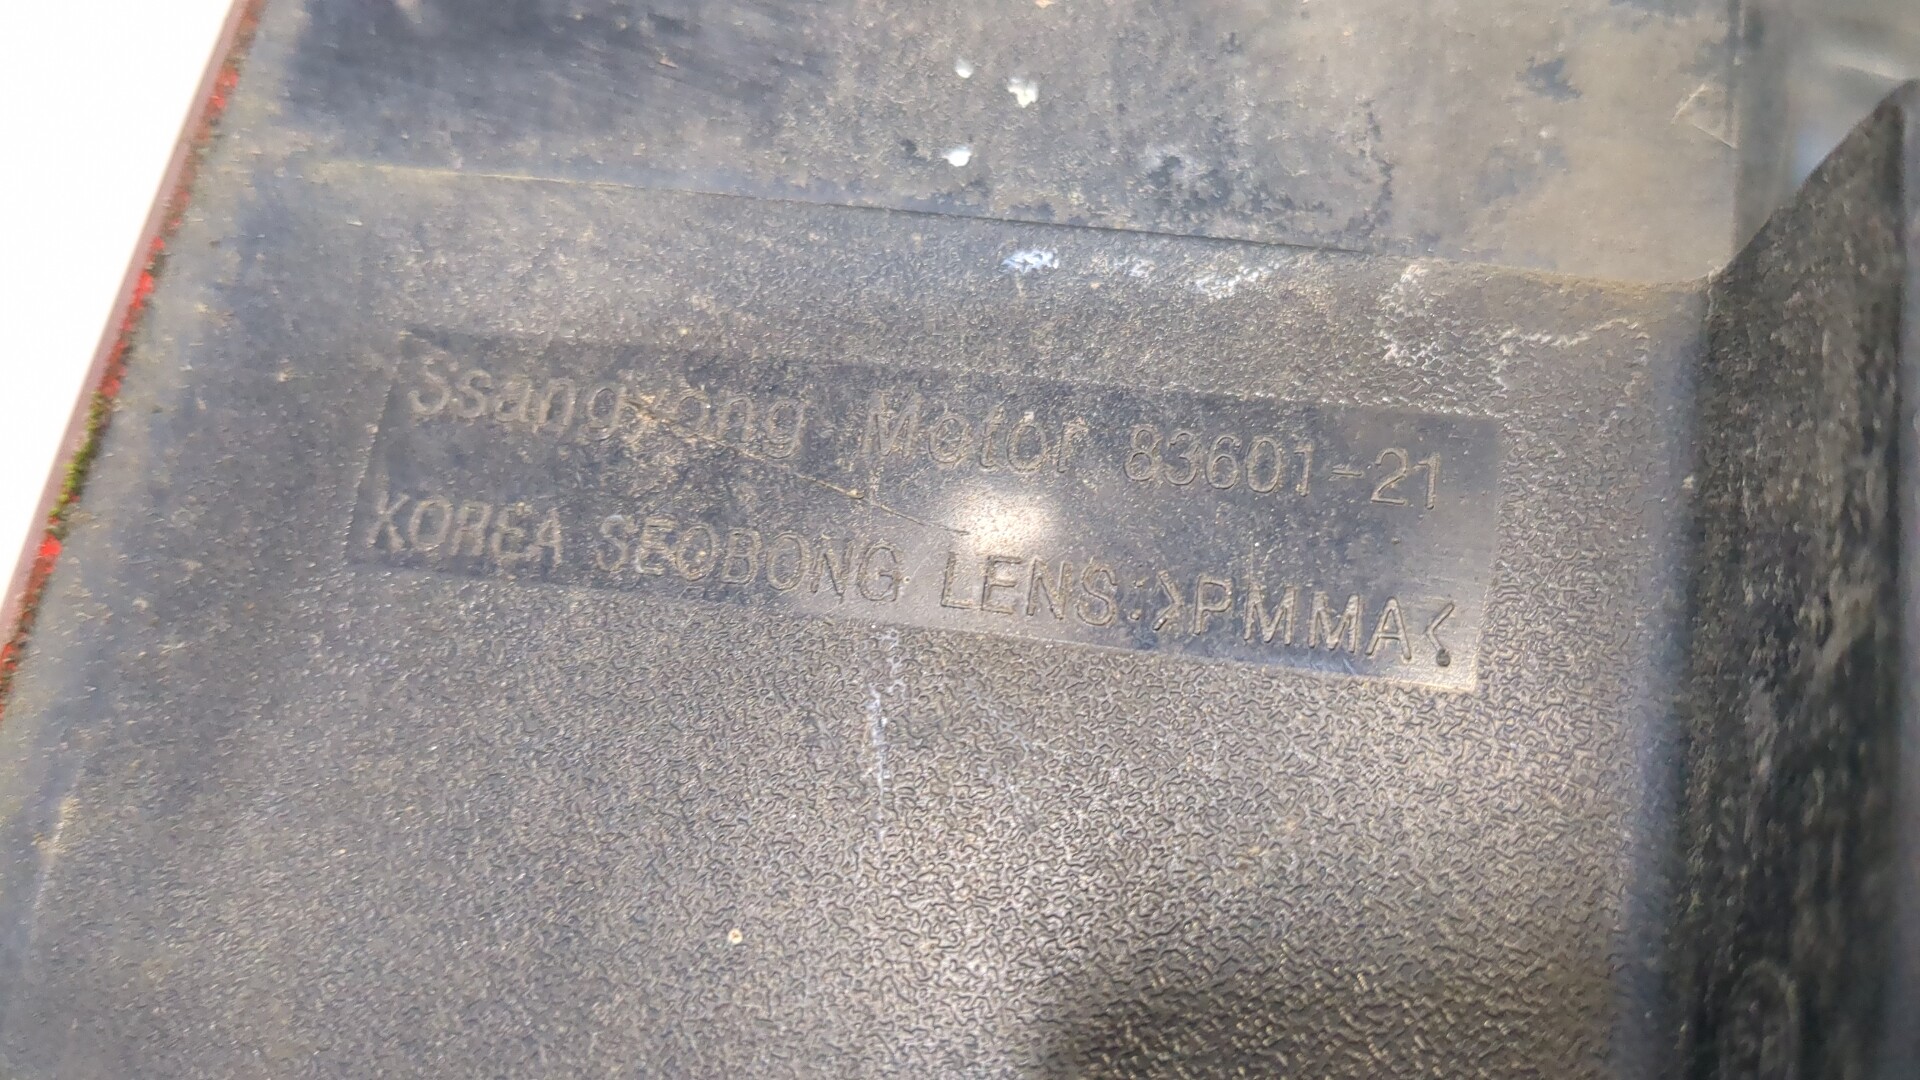 Ssangyong Motor 83601-21
KOREA SEOBONG LENS:>PMMA<